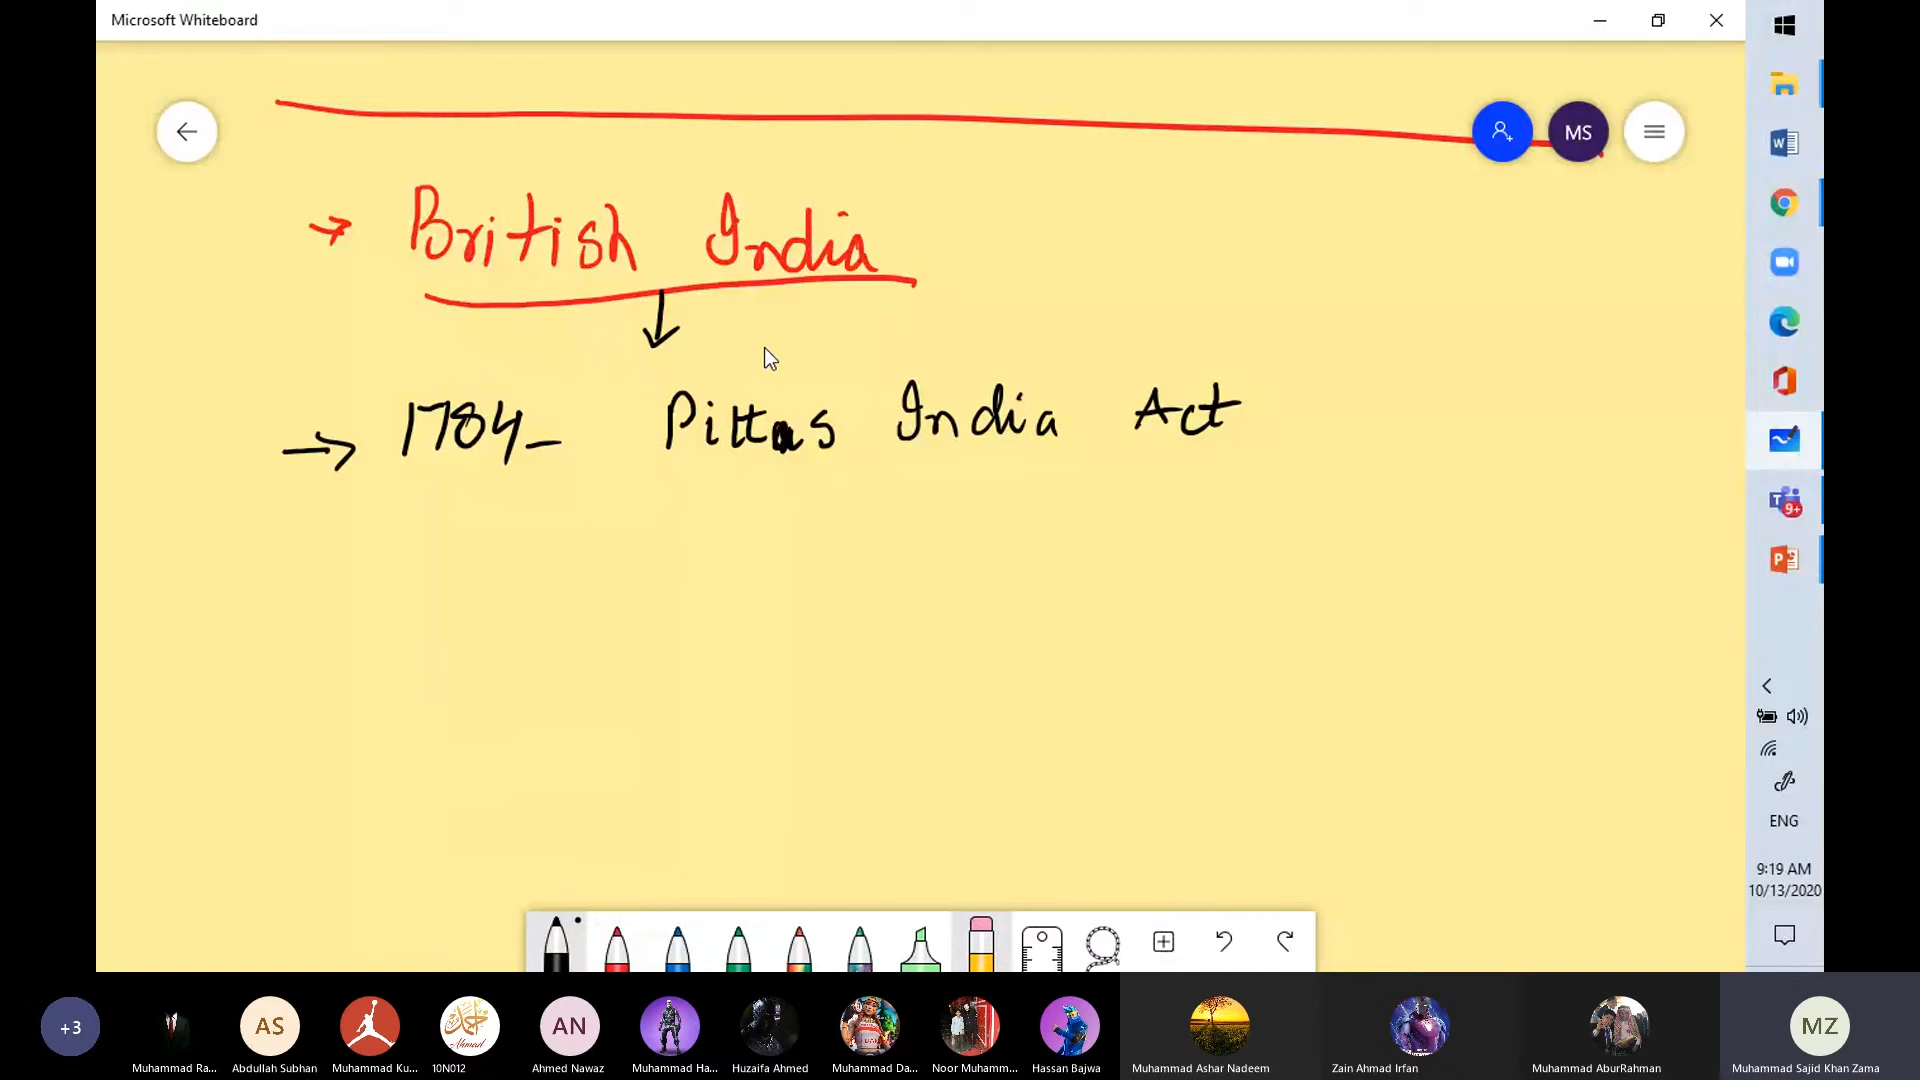 Microsoft Whiteboard
MS
→ British India
→ 1784_ Pittas India Act
9+
ENG
9:19 AM
10/13/2020
+3
AS
AN
MZ
Muhammad Ra...
Abdullah Subhan
Muhammad Ku...
10N012
Ahmed Nawaz
Muhammad Ha...
Huzaifa Ahmed
Muhammad Da...
Noor Muhamm...
Hassan Bajwa
Muhammad Ashar Nadeem
Zain Ahmad Irfan
Muhammad AburRahman
Muhammad Sajid Khan Zama